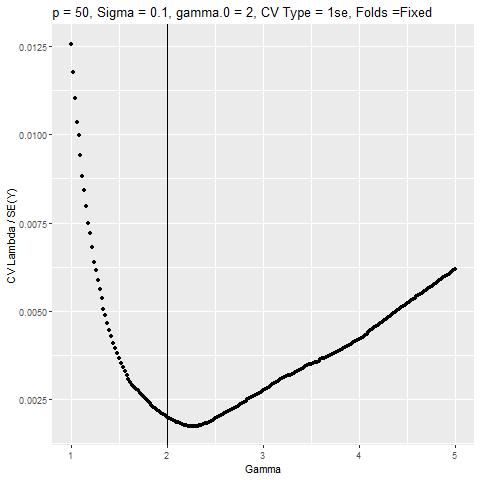 p = 50, Sigma = 0.1, gamma.0 = 2, CV Type = 1se, Folds =Fixed
CV Lambda / SE(Y)
0.0125
0.0100
0.0075
0.0050
0.0025
1 2 3 4 5
Gamma